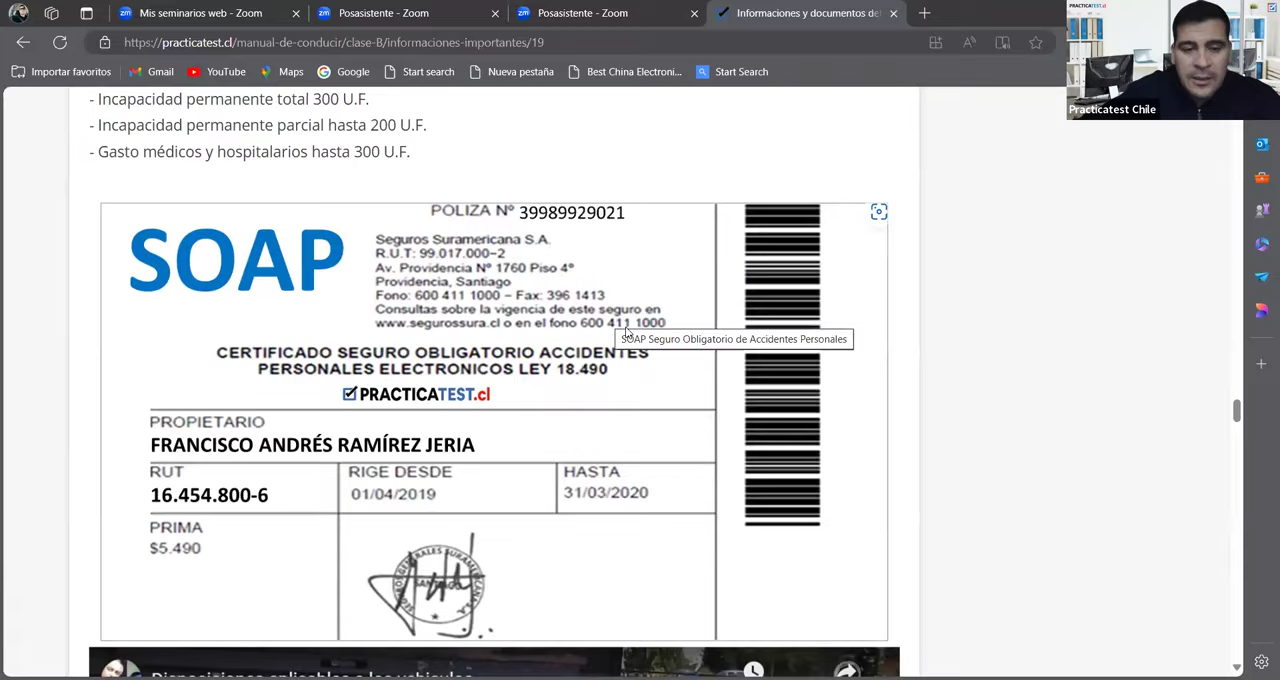 Mis seminarios web - Zoom
Posasistente - Zoom
Posasistente - Zoom
Informaciones y documentos de
https://practicatest.cl/manual-de-conducir/clase-B/informaciones-importantes/19
Importar favoritos
Gmail
YouTube
Maps
Google
Start search
Nueva pestaña
Best China Electroni...
Start Search
PRACTICATEST.cl
Practicatest Chile
- Incapacidad permanente total 300 U.F.
- Incapacidad permanente parcial hasta 200 U.F.
- Gasto médicos y hospitalarios hasta 300 U.F.
POLIZA Nº 39989929021
SOAP
Seguros Suramericana S.A.
R.U.T: 99.017.000-2
Av. Providencia Nº 1760 Piso 4º
Providencia, Santiago
Fono: 600 411 1000 - Fax: 396 1413
Consultas sobre la vigencia de este seguro en
www.segurossura.cl o en el fono 600 411 1000
SOAP Seguro Obligatorio de Accidentes Personales
CERTIFICADO SEGURO OBLIGATORIO ACCIDENTES
PERSONALES ELECTRONICOS LEY 18.490
PRACTICATEST.cl
PROPIETARIO
FRANCISCO ANDRÉS RAMÍREZ JERIA
RUT
16.454.800-6
RIGE DESDE
01/04/2019
HASTA
31/03/2020
PRIMA
$5.490
Disposiciones aplicables a los vehículos